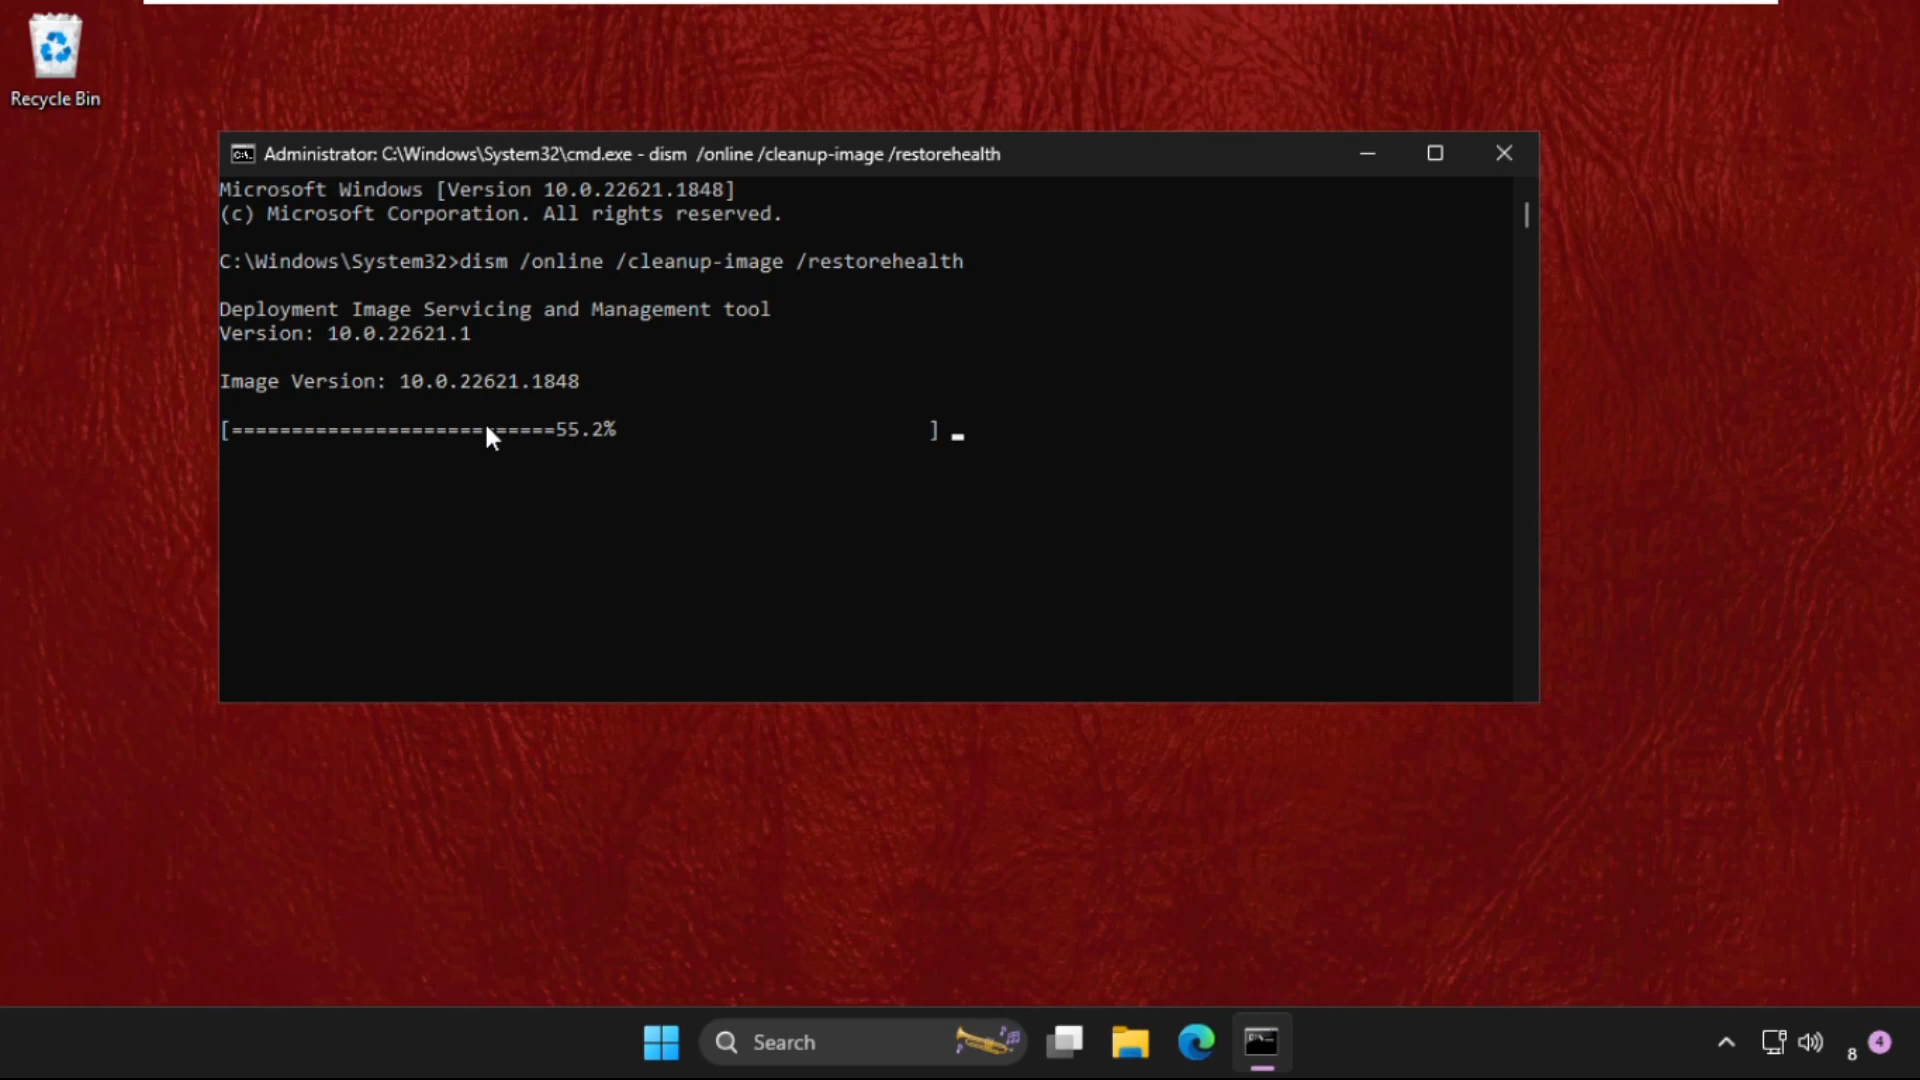 Recycle Bin
Administrator: C:\Windows\System32\cmd.exe - dism  /online /cleanup-image /restorehealth
Microsoft Windows [Version 10.0.22621.1848]
(c) Microsoft Corporation. All rights reserved.
C:\Windows\System32>dism /online /cleanup-image /restorehealth
Deployment Image Servicing and Management tool
Version: 10.0.22621.1
Image Version: 10.0.22621.1848
[===========================55.2%                          ]
Search
8
4